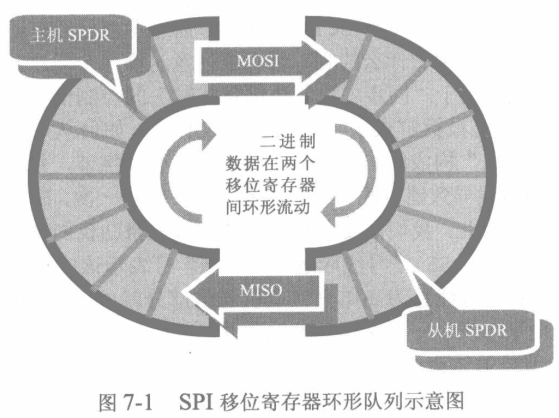 主机 SPDR
MOSI
二进制
数据在两个
移位寄存器
间环形流动
MISO
从机 SPDR
图 7-1 SPI 移位寄存器环形队列示意图